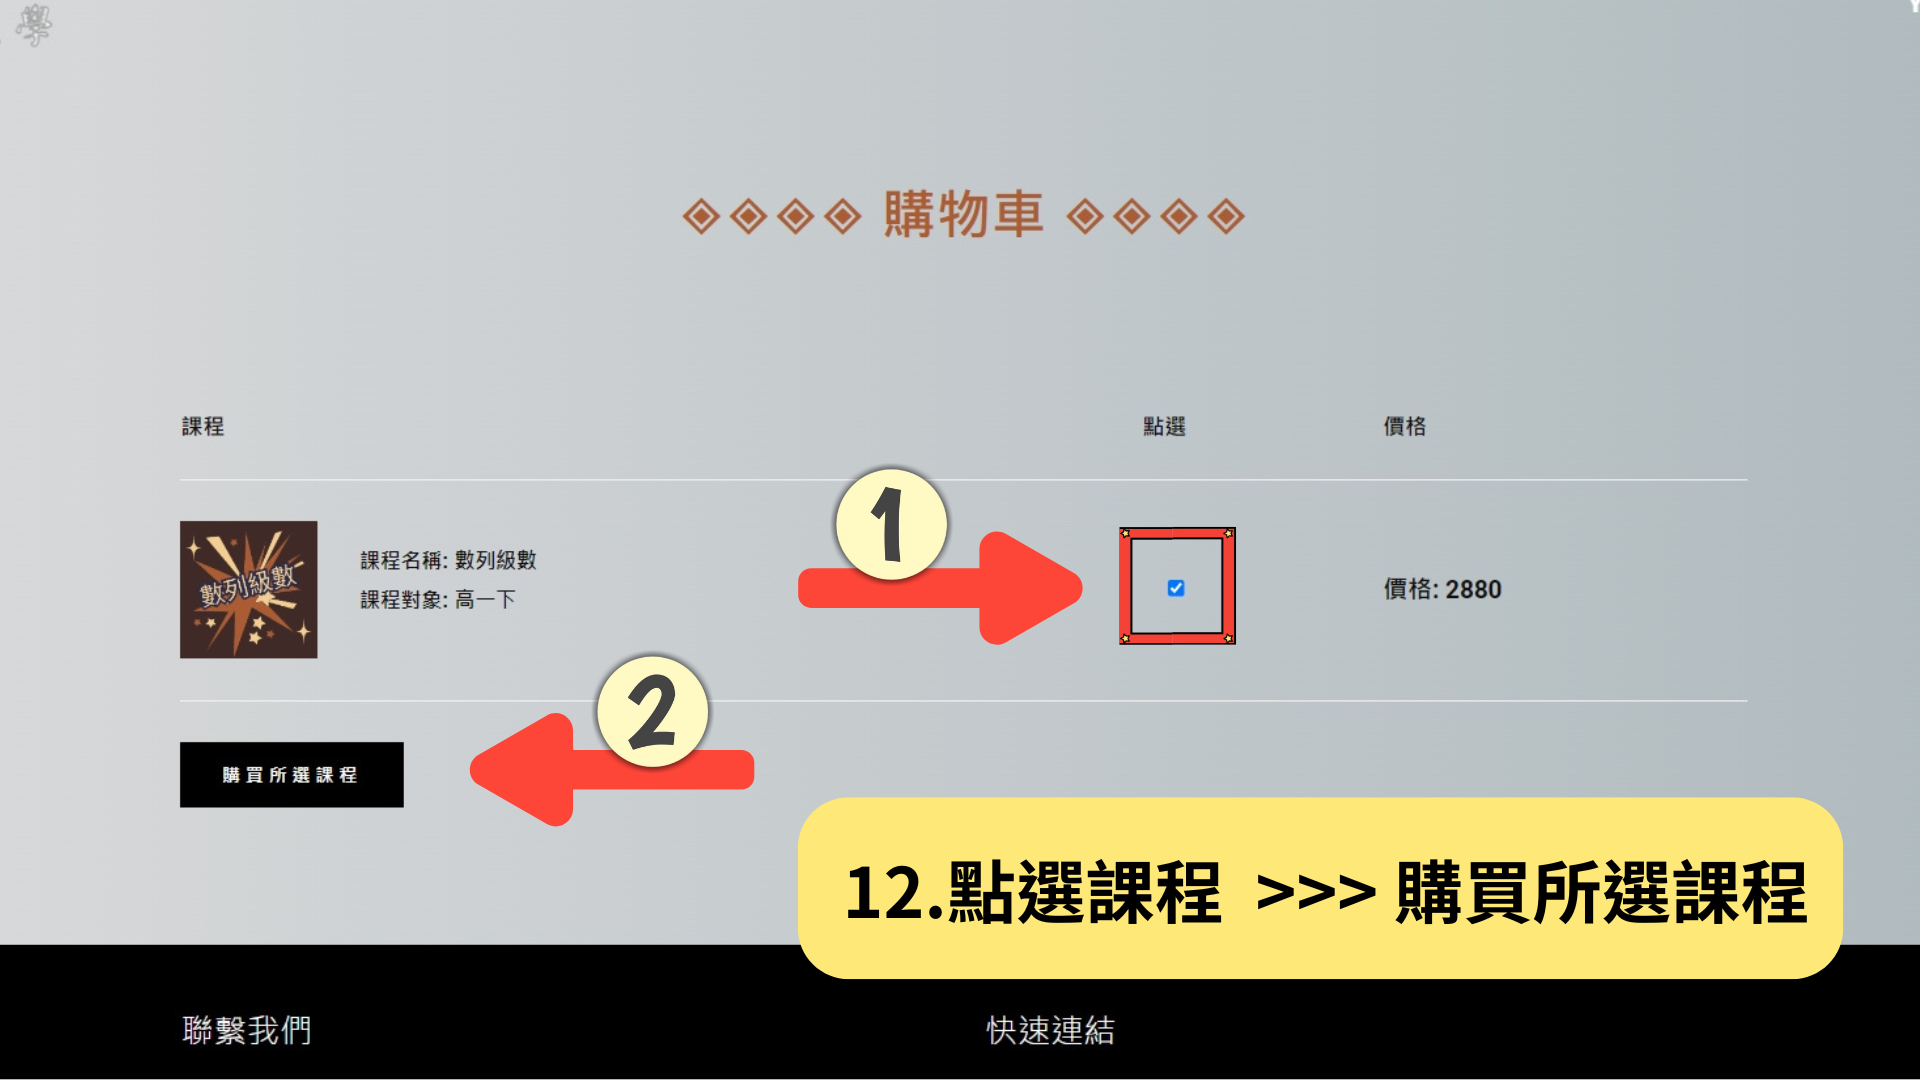 學
◈◈◈◈ 購物車 ◈◈◈◈
課程
點選
價格
1
數列級數
課程名稱: 數列級數
課程對象: 高一下
價格: 2880
2
購買所選課程
12.點選課程 >>> 購買所選課程
聯繫我們
快速連結